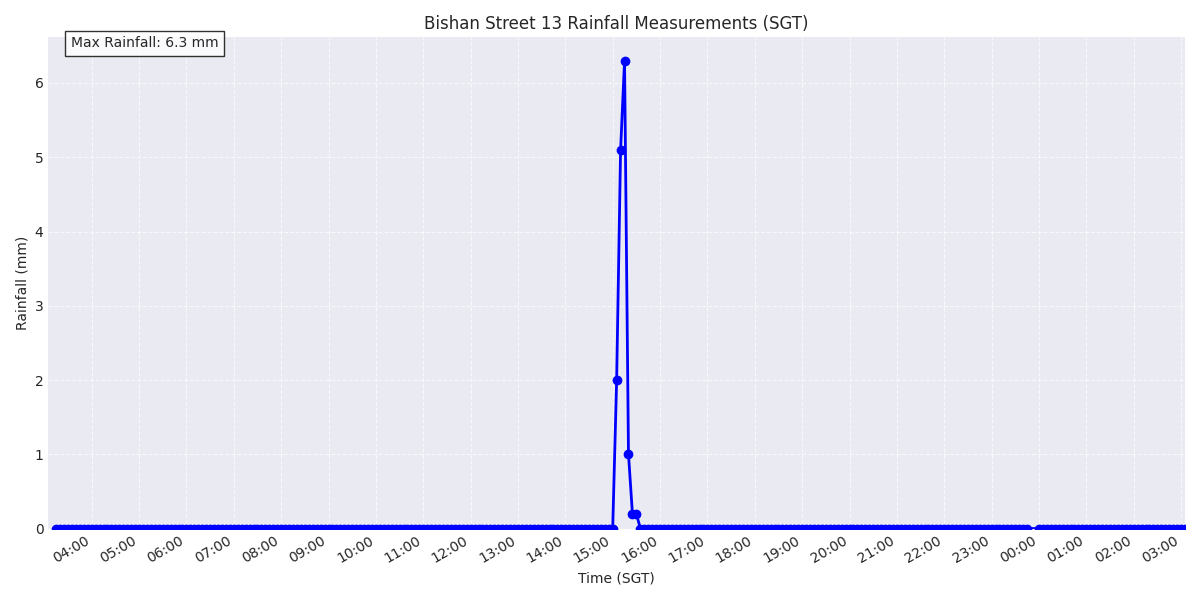 Bishan Street 13 Rainfall Measurements (SGT)
Max Rainfall: 6.3 mm
Rainfall (mm)
6
5
4
3
2
1
0
04:00 05:00 06:00 07:00 08:00 09:00 10:00 11:00 12:00 13:00 14:00 15:00 16:00 17:00 18:00 19:00 20:00 21:00 22:00 23:00 00:00 01:00 02:00 03:00
Time (SGT)